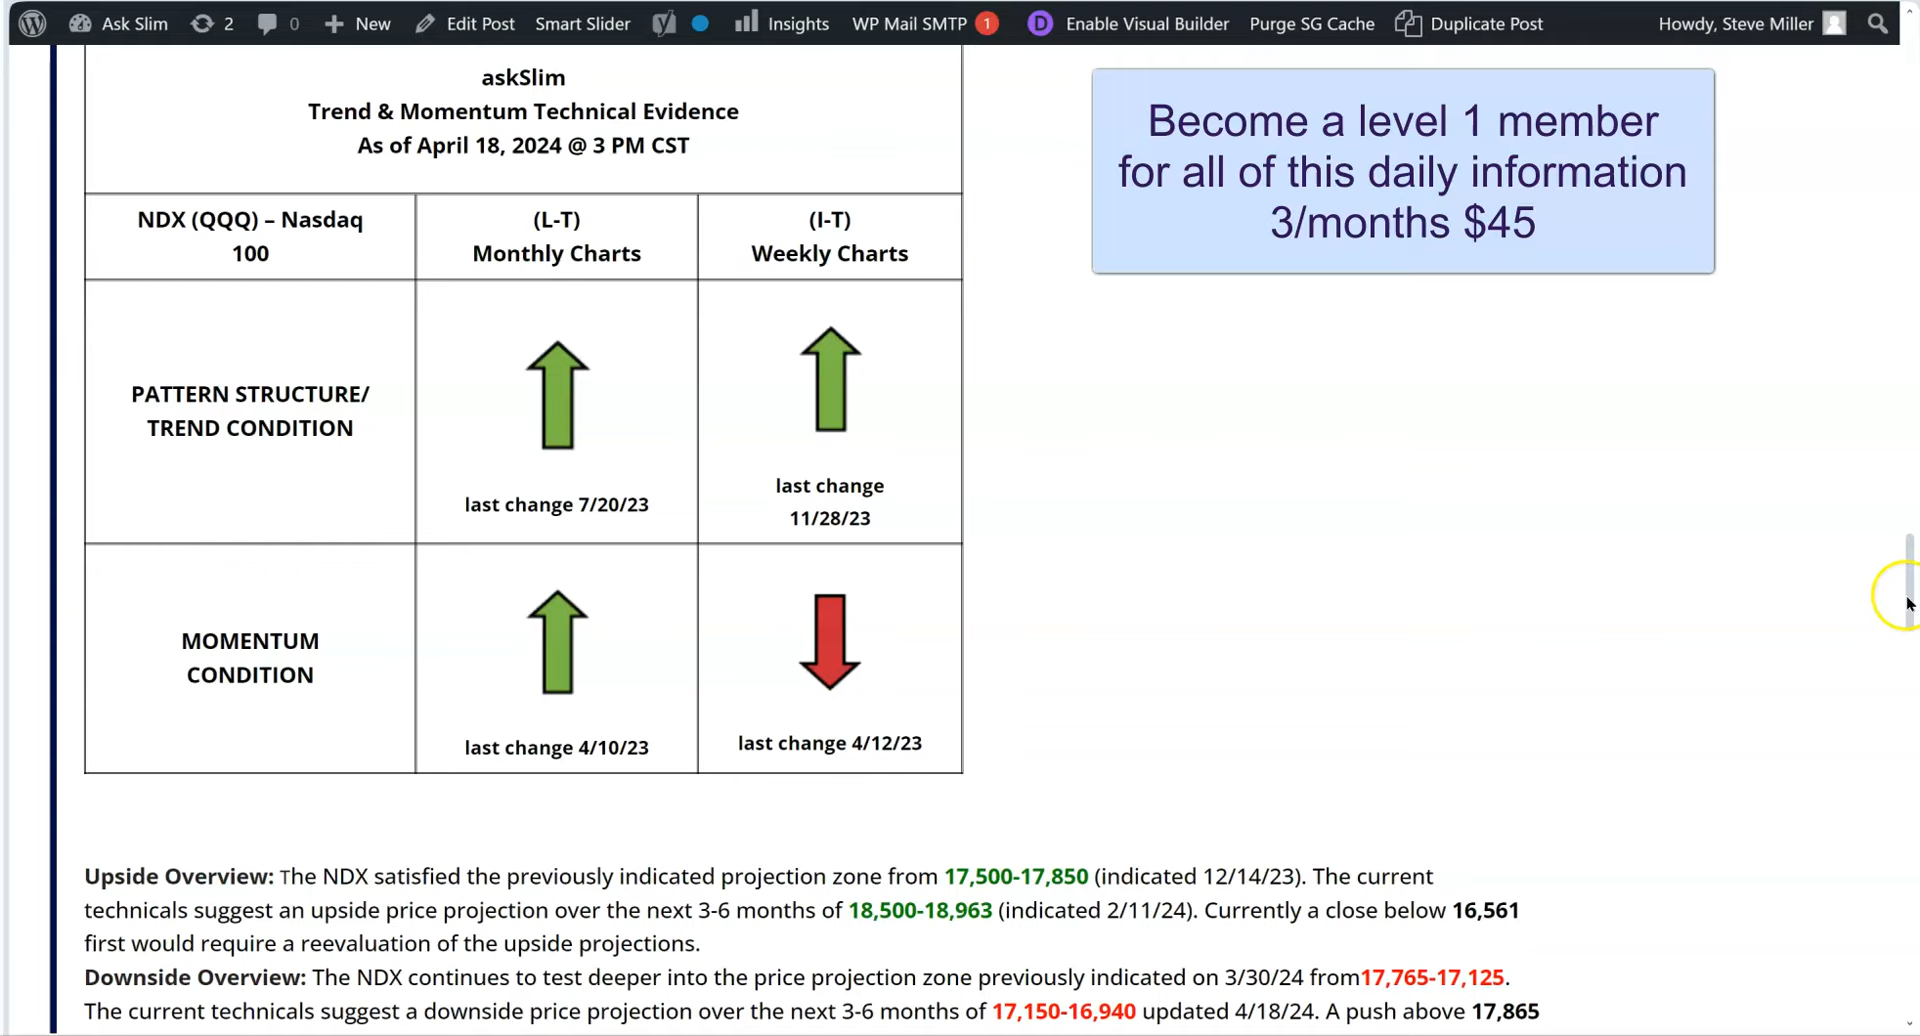 Ask Slim 2 0 New Edit Post Smart Slider Insights WP Mail SMTP 1 D Enable Visual Builder Purge SG Cache Duplicate Post Howdy, Steve Miller
askSlim
Trend & Momentum Technical Evidence
As of April 18, 2024 @ 3 PM CST
Become a level 1 member
for all of this daily information
3/months $45
NDX (QQQ) – Nasdaq
100
(L-T)
Monthly Charts
(I-T)
Weekly Charts
PATTERN STRUCTURE/
TREND CONDITION
last change 7/20/23
last change
11/28/23
MOMENTUM
CONDITION
last change 4/10/23
last change 4/12/23
Upside Overview: The NDX satisfied the previously indicated projection zone from 17,500-17,850 (indicated 12/14/23). The current
technicals suggest an upside price projection over the next 3-6 months of 18,500-18,963 (indicated 2/11/24). Currently a close below 16,561
first would require a reevaluation of the upside projections.
Downside Overview: The NDX continues to test deeper into the price projection zone previously indicated on 3/30/24 from17,765-17,125.
The current technicals suggest a downside price projection over the next 3-6 months of 17,150-16,940 updated 4/18/24. A push above 17,865